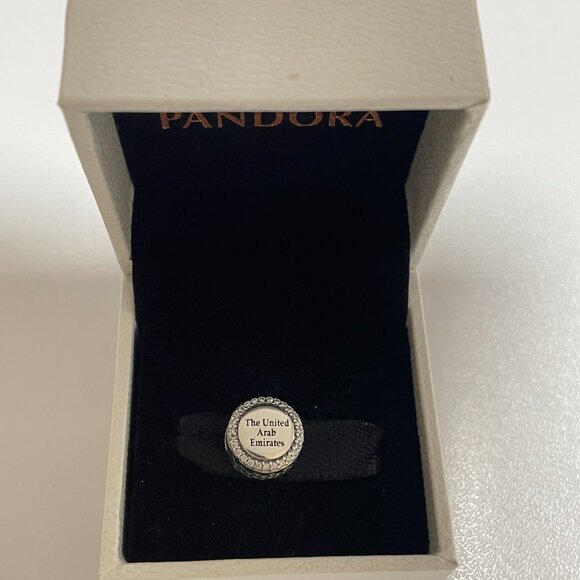 PANDORA
The United
Arab
Emirates